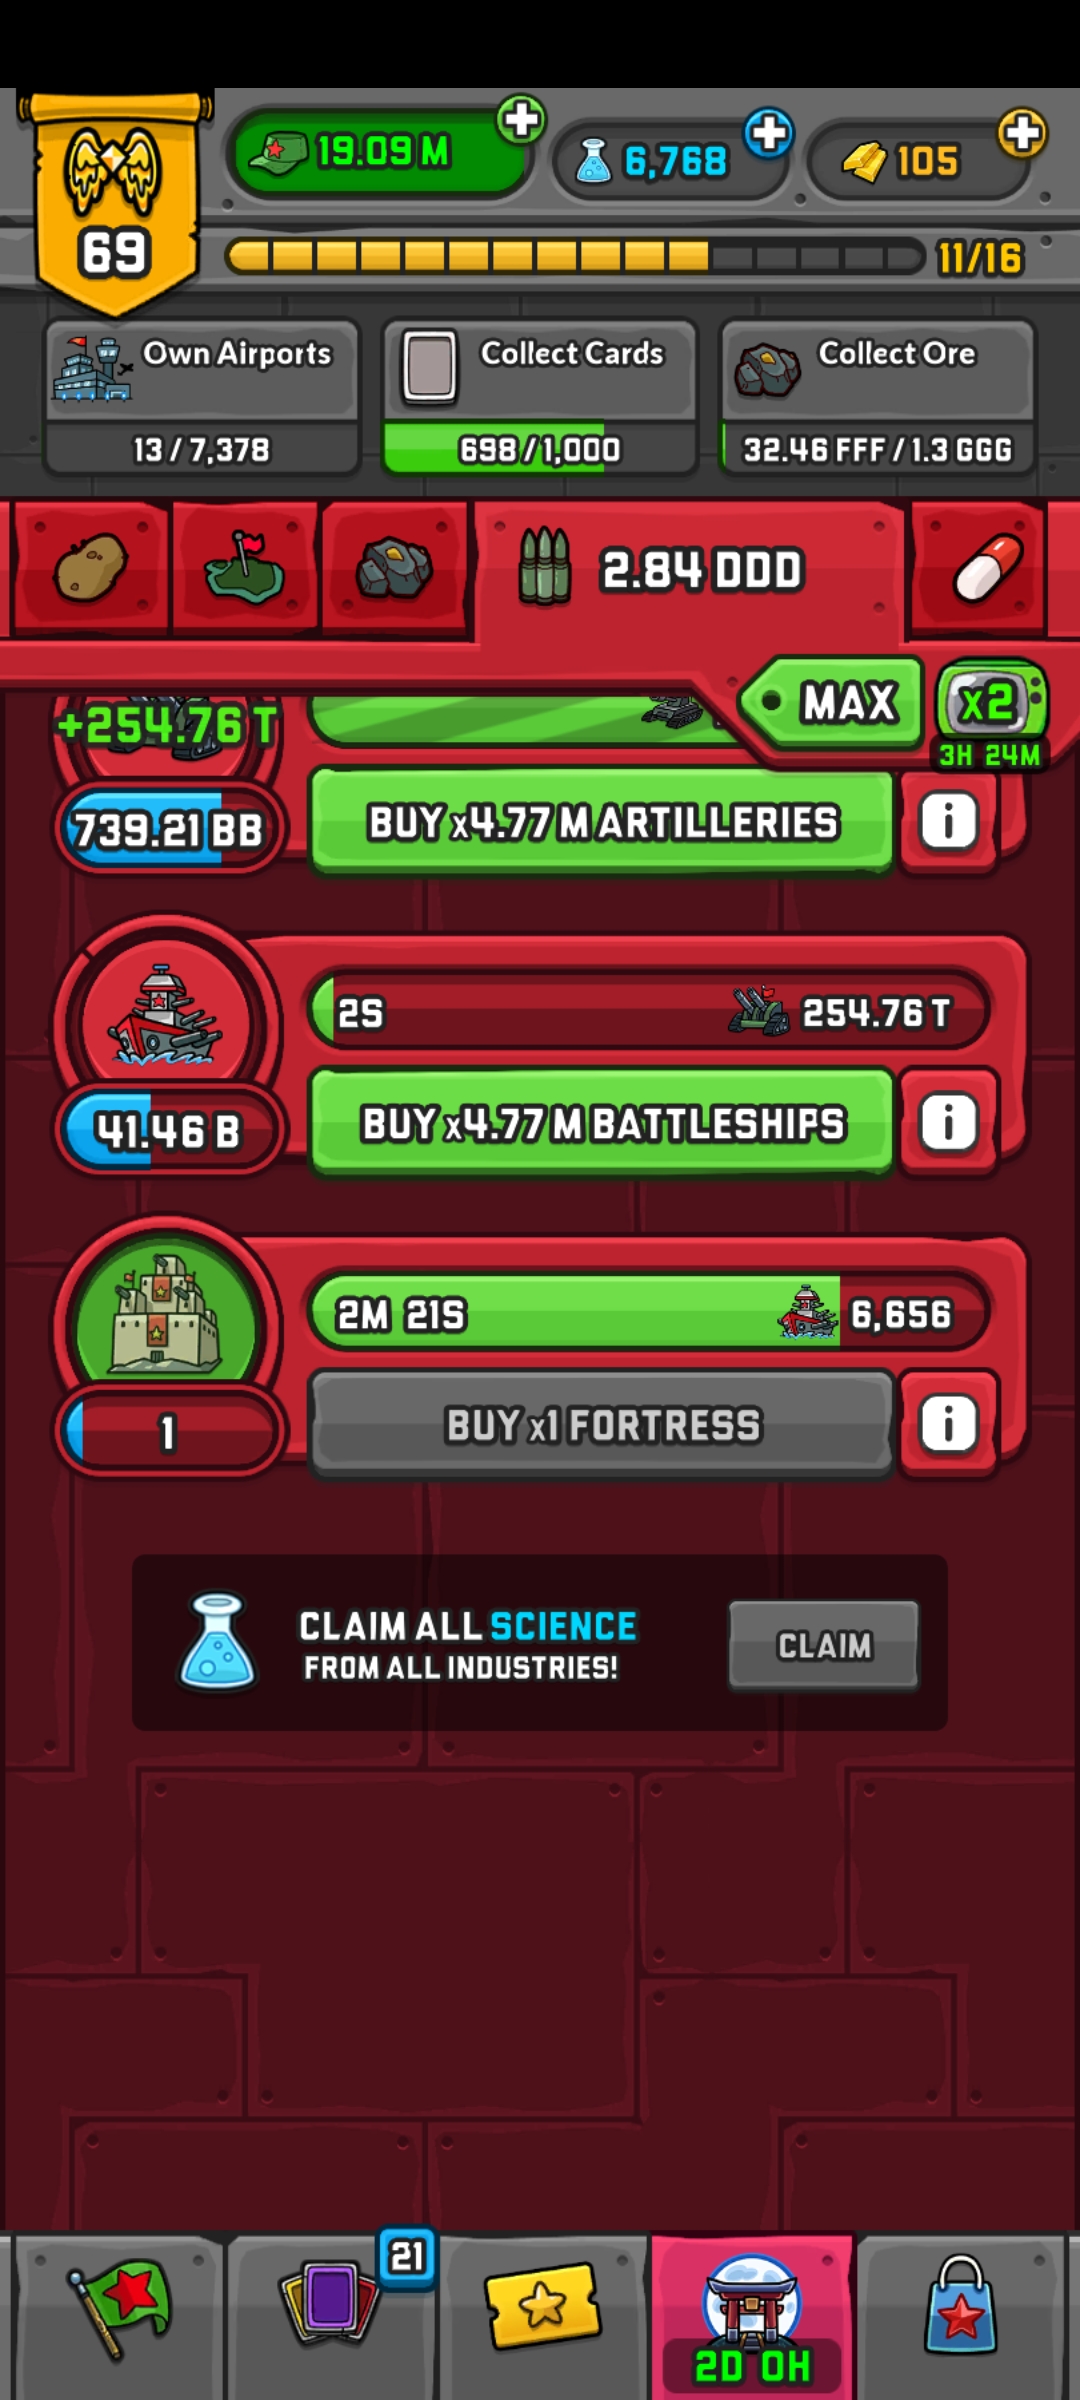 19.09 M
6,768
105
69
11/16
Own Airports
13 / 7,378
Collect Cards
698 / 1,000
Collect Ore
32.46 FFF / 1.3 GGG
2.84 DDD
MAX
x2
3H 24M
+254.76 T
739.21 BB
BUY x4.77 M ARTILLERIES
i
2S
254.76 T
41.46 B
BUY x4.77 M BATTLESHIPS
i
2M 21S
6,656
1
BUY x1 FORTRESS
i
CLAIM ALL SCIENCE
FROM ALL INDUSTRIES!
CLAIM
21
2D 0H